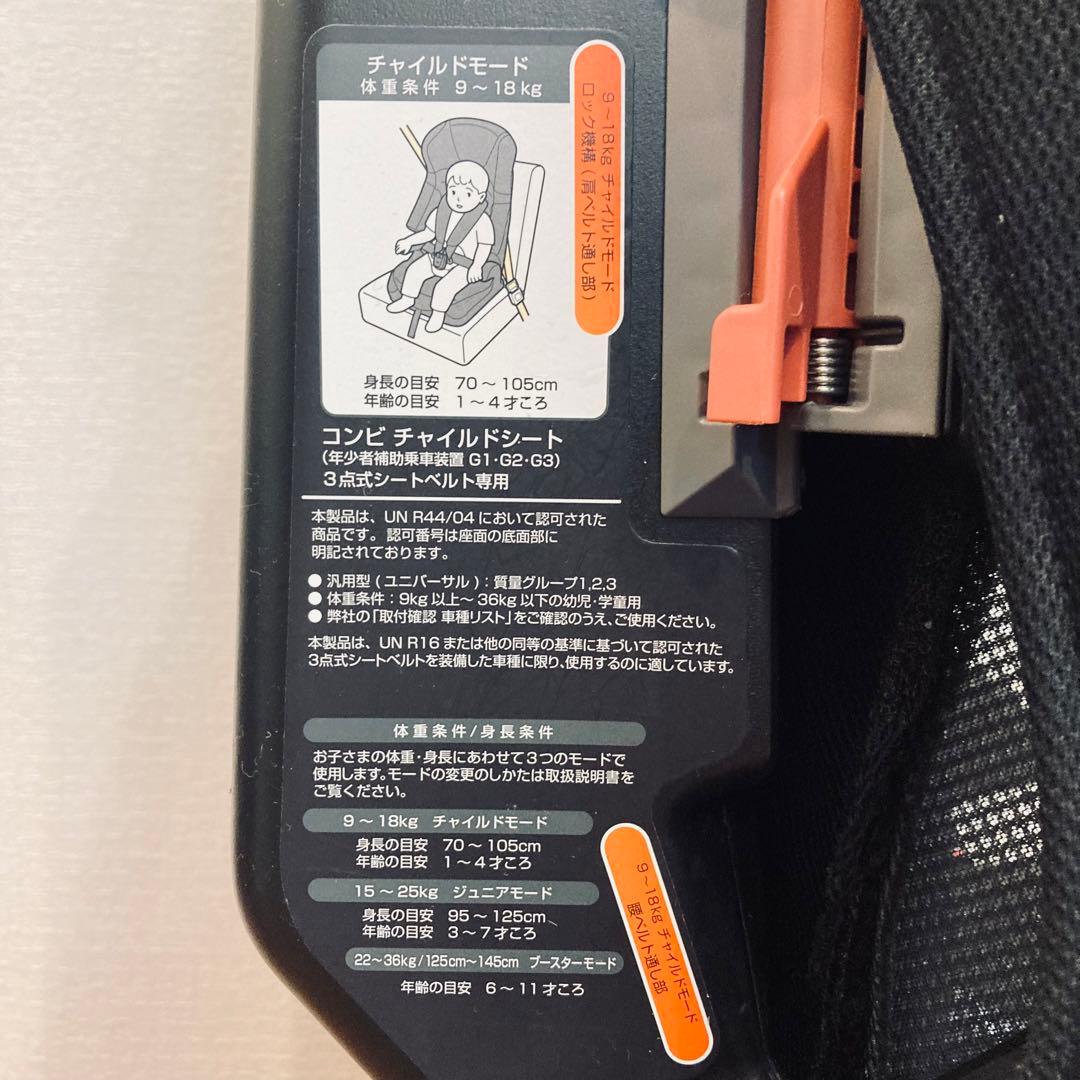 チャイルドモード
体重条件 9～18kg
9～18kg チャイルドモード
ロック機構（肩ベルト通し部）
身長の目安 70～105cm
年齢の目安 1～4才ころ
コンビ チャイルドシート
(年少者補助乗車装置 G1・G2・G3)
3点式シートベルト専用
本製品は、UN R44/04 において認可された
商品です。認可番号は座面の底面部に
明記されております。
● 汎用型 ( ユニバーサル ) : 質量グループ1,2,3
● 体重条件 : 9kg 以上～ 36kg 以下の幼児・学童用
● 弊社の「取付確認 車種リスト」をご確認のうえ、ご使用ください。
本製品は、UN R16 または他の同等の基準に基づいて認可された
3点式シートベルトを装備した車種に限り、使用するのに適しています。
体重条件/身長条件
お子さまの体重・身長にあわせて3つのモードで
使用します。モードの変更のしかたは取扱説明書を
ご覧ください。
9～18kg チャイルドモード
身長の目安 70～105cm
年齢の目安 1～4才ころ
15～25kg ジュニアモード
身長の目安 95～125cm
年齢の目安 3～7才ころ
22～36kg/125cm～145cm ブースターモード
年齢の目安 6～11才ころ
9～18kg チャイルドモード
腰ベルト通し部